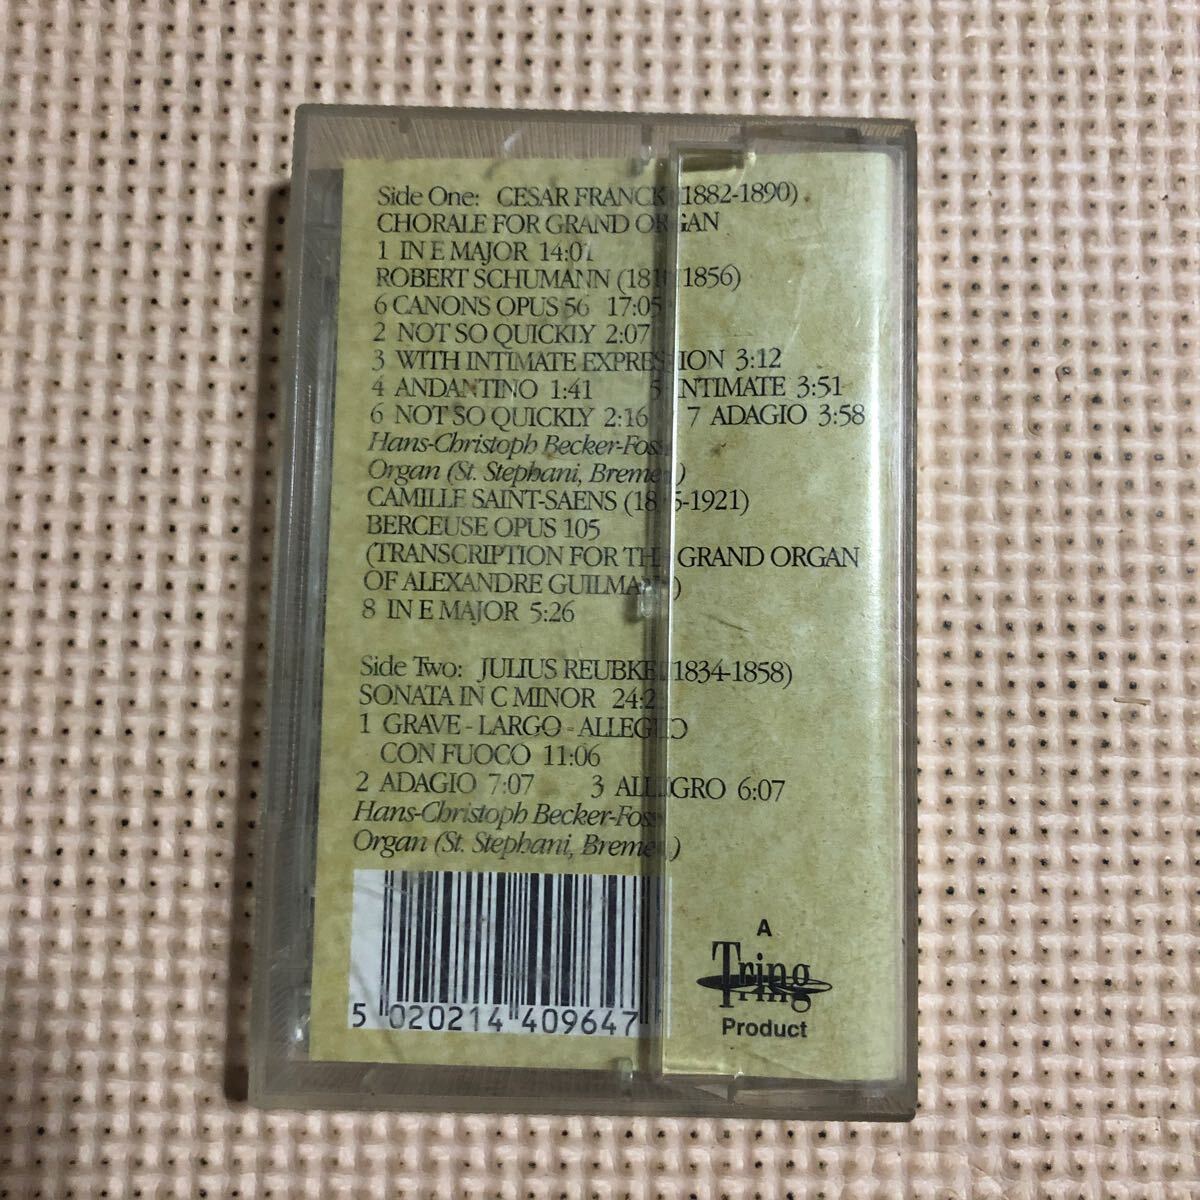 Side One: CESAR FRANCK (1882-1890)
CHORALE FOR GRAND ORGAN
1 IN E MAJOR 14:01
ROBERT SCHUMANN (1810-1856)
6 CANONS OPUS 56 17:05
2 NOT SO QUICKLY 2:07
3 WITH INTIMATE EXPRESSION 3:12
4 ANDANTINO 1:41 5 INTIMATE 3:51
6 NOT SO QUICKLY 2:16 7 ADAGIO 3:58
Hans-Christoph Becker-Foss
Organ (St. Stephani, Bremen)
CAMILLE SAINT-SAENS (1835-1921)
BERCEUSE OPUS 105
(TRANSCRIPTION FOR THE GRAND ORGAN
OF ALEXANDRE GUILMANT)
8 IN E MAJOR 5:26
Side Two: JULIUS REUBKE (1834-1858)
SONATA IN C MINOR
1 GRAVE - LARGO - ALLEGRO
CON FUOCO 11:06
2 ADAGIO 7:07 3 ALLEGRO 6:07
Hans-Christoph Becker-Foss
Organ (St. Stephani, Bremen)
5 020214 409647
A
Tring
Product